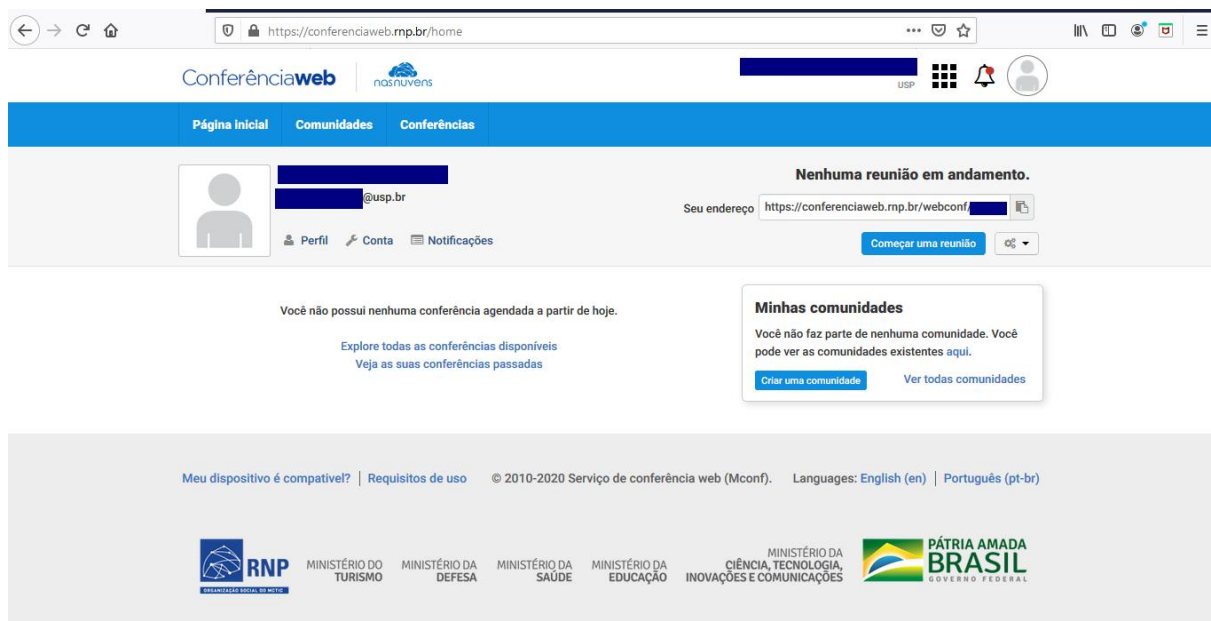 https://conferenciaweb.rnp.br/home
Conferênciaweb
nasnuvens
USP
Página inicial Comunidades Conferências
Nenhuma reunião em andamento.
@usp.br
Seu endereço https://conferenciaweb.rnp.br/webconf/
Perfil Conta Notificações
Começar uma reunião
Você não possui nenhuma conferência agendada a partir de hoje.
Explore todas as conferências disponíveis
Veja as suas conferências passadas
Minhas comunidades
Você não faz parte de nenhuma comunidade. Você
pode ver as comunidades existentes aqui.
Criar uma comunidade Ver todas comunidades
Meu dispositivo é compativel? | Requisitos de uso © 2010-2020 Serviço de conferência web (Mconf). Languages: English (en) | Português (pt-br)
RNP
ORGANIZAÇÃO SOCIAL DO MCTIC
MINISTÉRIO DO
TURISMO
MINISTÉRIO DA
DEFESA
MINISTÉRIO DA
SAÚDE
MINISTÉRIO DA
EDUCAÇÃO
MINISTÉRIO DA
CIÊNCIA, TECNOLOGIA,
INOVAÇÕES E COMUNICAÇÕES
PÁTRIA AMADA
BRASIL
GOVERNO FEDERAL